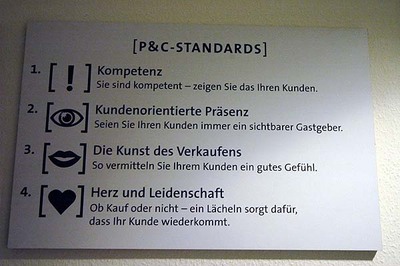 [P&C-STANDARDS]
1. [!] Kompetenz
Sie sind kompetent – zeigen Sie das Ihren Kunden.
2. Kundenorientierte Präsenz
Seien Sie Ihren Kunden immer ein sichtbarer Gastgeber.
3. Die Kunst des Verkaufens
So vermitteln Sie Ihrem Kunden ein gutes Gefühl.
4. Herz und Leidenschaft
Ob Kauf oder nicht – ein Lächeln sorgt dafür,
dass Ihr Kunde wiederkommt.